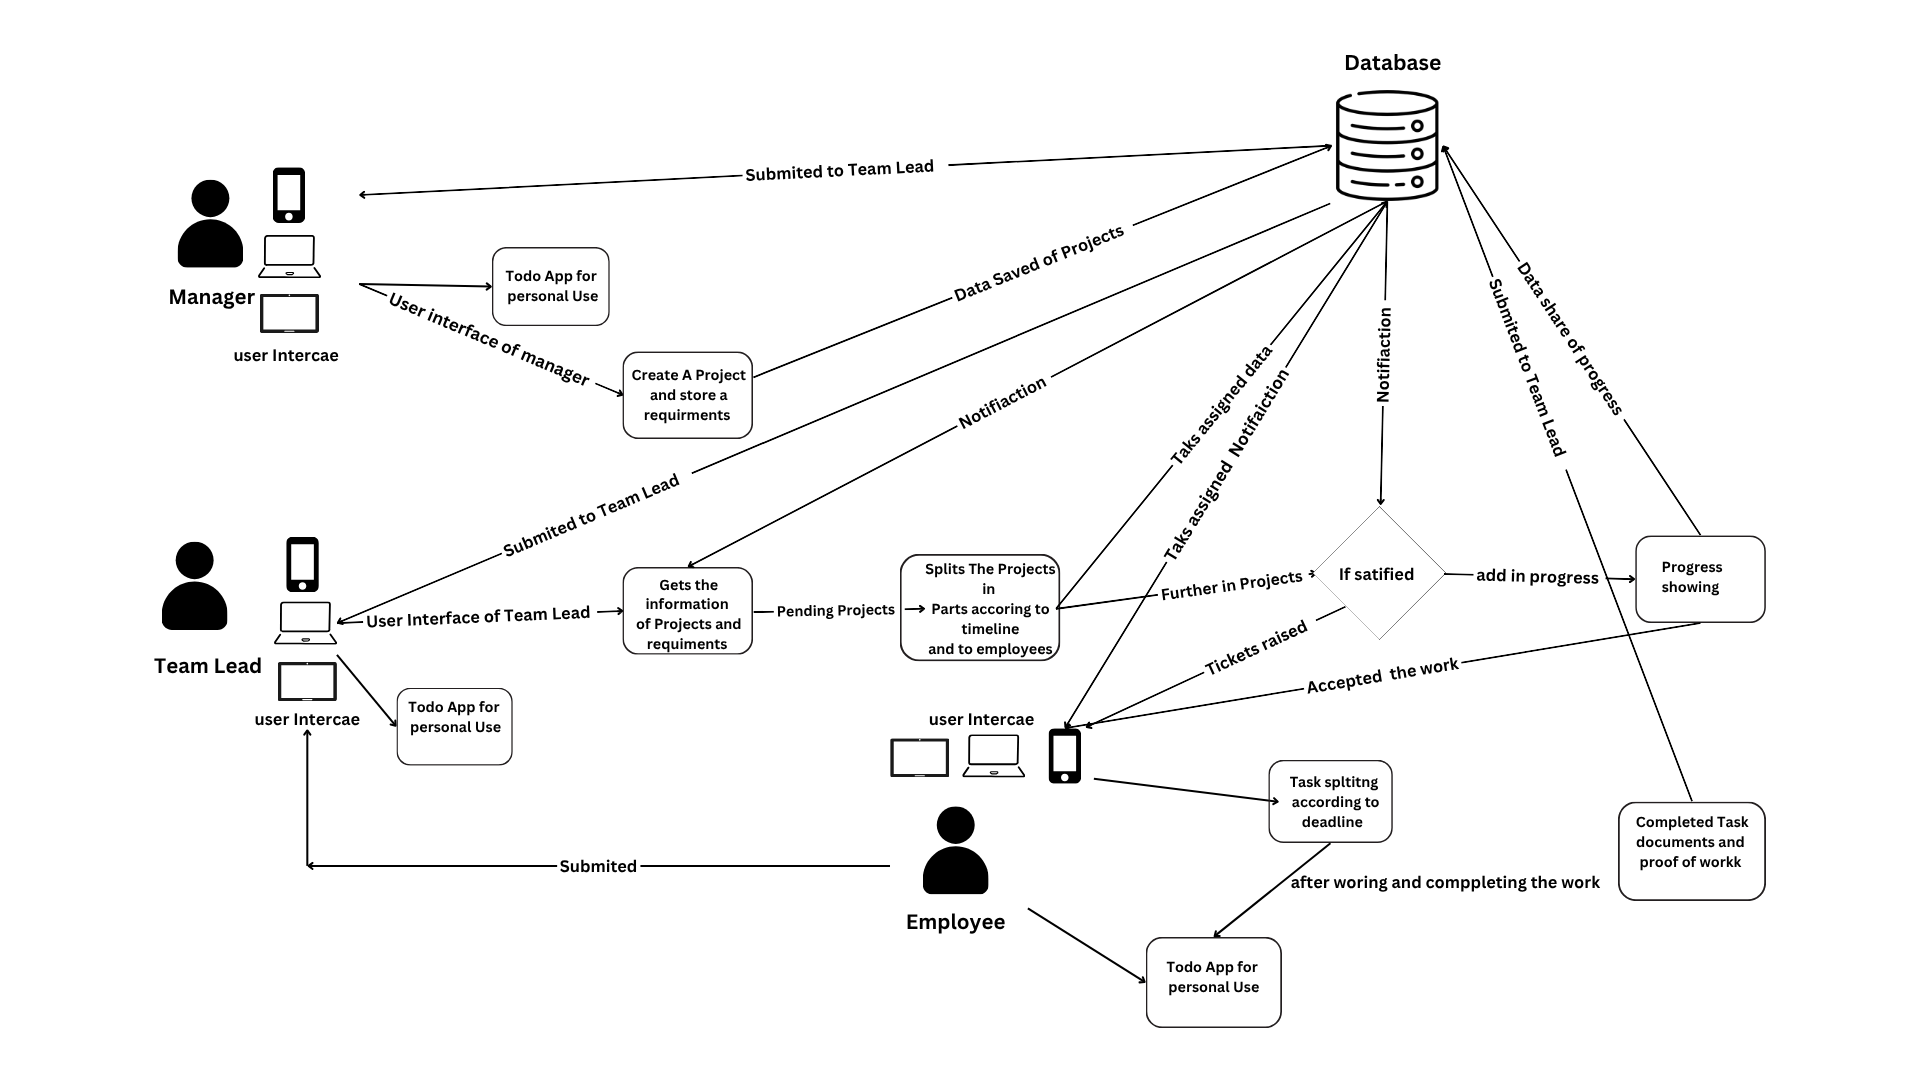 Database
Submited to Team Lead
Manager
user Intercae
Todo App for
personal Use
User interface of manager
Create A Project
and store a
requirments
Data Saved of Projects
Submited to Team Lead
Notifiaction
Taks assigned data
Taks assigned  Notifaiction
Notifiaction
Submited to Team Lead
Data share of progress
Team Lead
user Intercae
User Interface of Team Lead
Gets the
information
of Projects and
requiments
Pending Projects
Splits The Projects
in
Parts accoring to
timeline
and to employees
Further in Projects
If satified
add in progress
Progress
showing
Tickets raised
Accepted  the work
Todo App for
personal Use
user Intercae
Employee
Submited
Task spltitng
according to
deadline
after woring and comppleting the work
Completed Task
documents and
proof of workk
Todo App for
personal Use